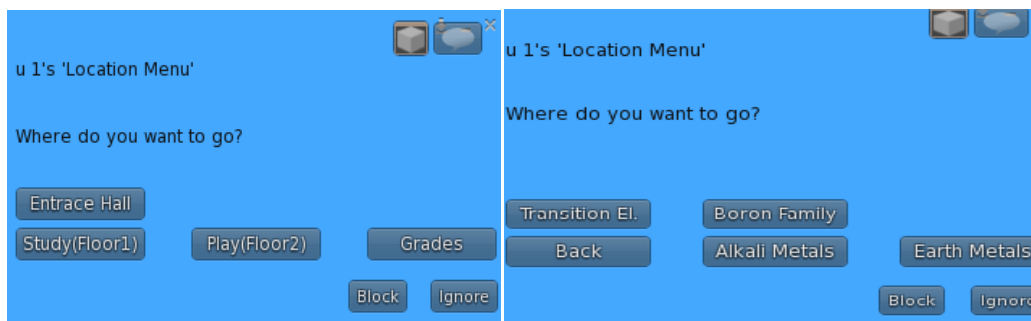 u 1's 'Location Menu'
Where do you want to go?
Entrace Hall
Study(Floor1) Play(Floor2) Grades
Block Ignore
u 1's 'Location Menu'
Where do you want to go?
Transition El. Boron Family
Back Alkali Metals Earth Metals
Block Ignore